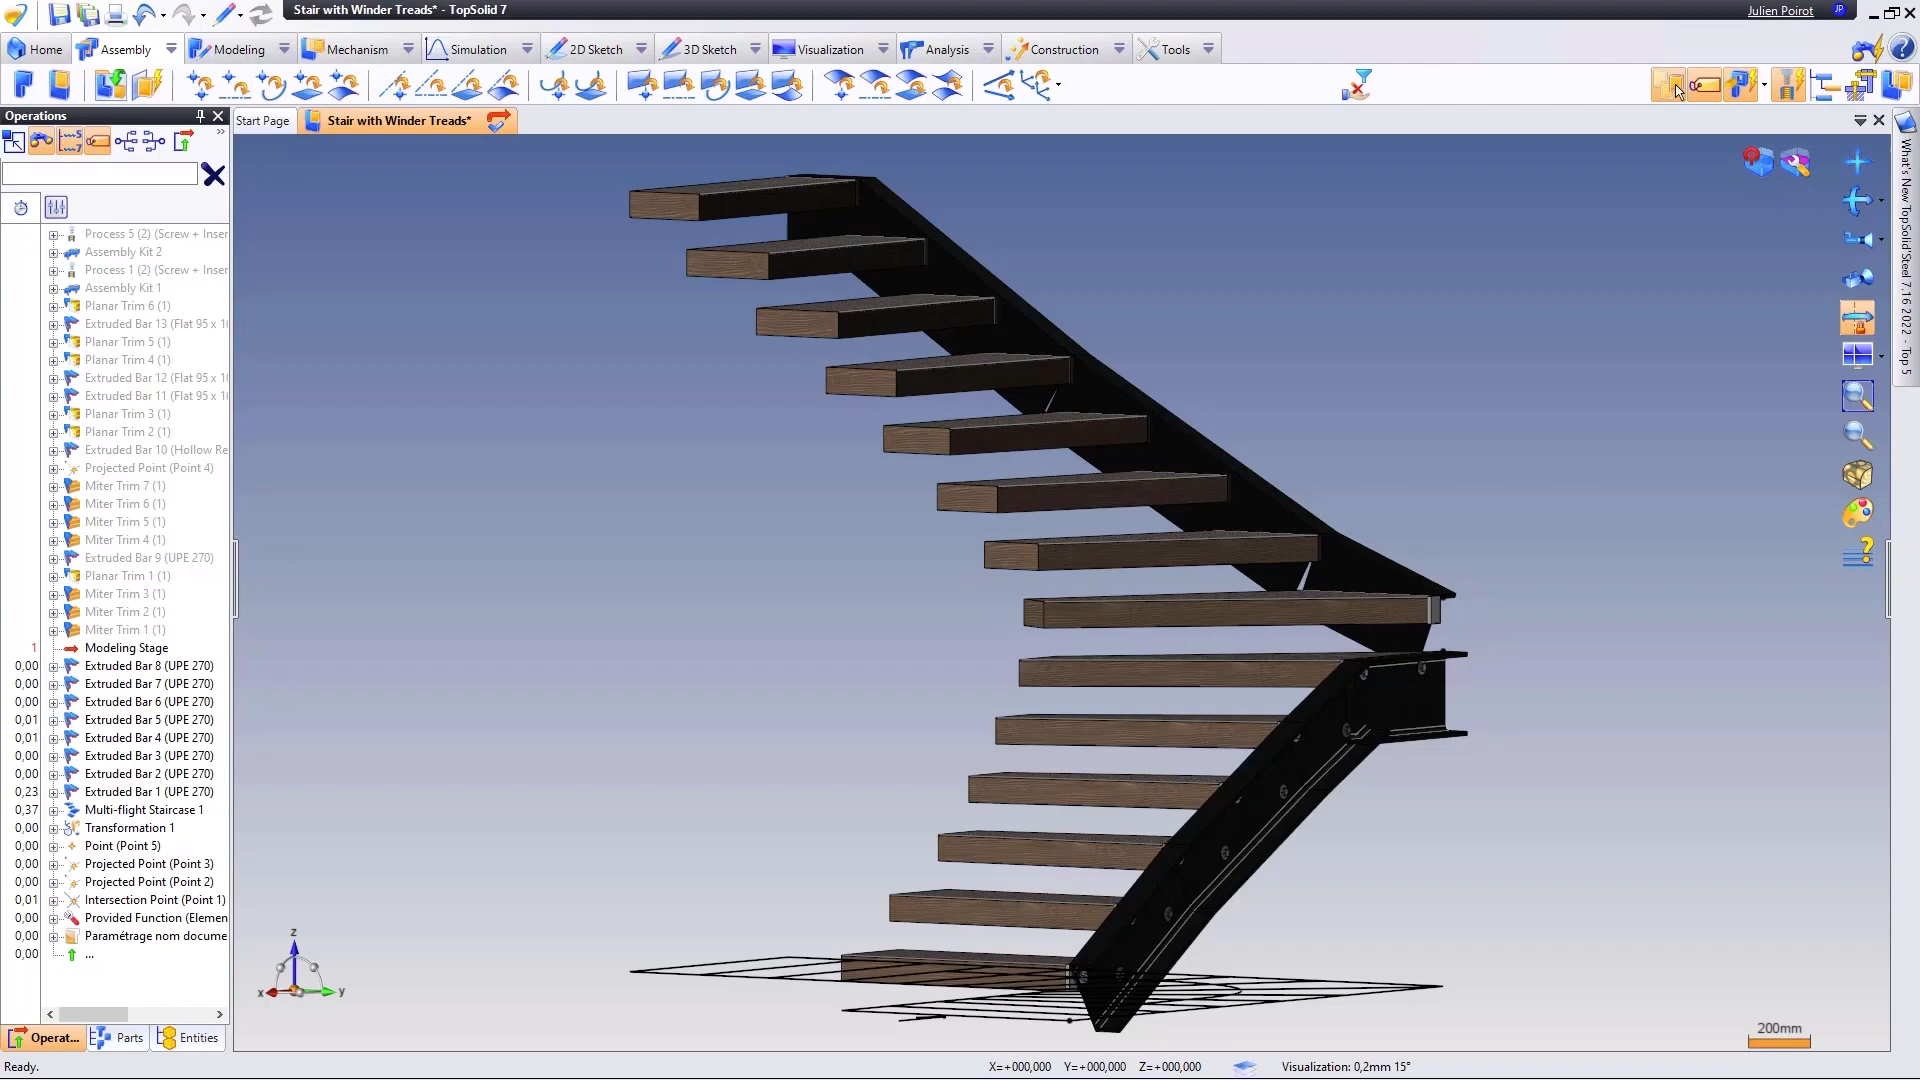 Stair with Winder Treads* - TopSolid 7
Julien Poirot
JP
Home
Assembly
Modeling
Mechanism
Simulation
2D Sketch
3D Sketch
Visualization
Analysis
Construction
Tools
Operations
Start Page
Stair with Winder Treads*
What's New TopSolid'Steel 7.16 2022 - Top 5
Process 5 (2) (Screw + Inser
Assembly Kit 2
Process 1 (2) (Screw + Inser
Assembly Kit 1
Planar Trim 6 (1)
Extruded Bar 13 (Flat 95 x 10
Planar Trim 5 (1)
Planar Trim 4 (1)
Extruded Bar 12 (Flat 95 x 10
Extruded Bar 11 (Flat 95 x 10
Planar Trim 3 (1)
Planar Trim 2 (1)
Extruded Bar 10 (Hollow Re
Projected Point (Point 4)
Miter Trim 7 (1)
Miter Trim 6 (1)
Miter Trim 5 (1)
Miter Trim 4 (1)
Extruded Bar 9 (UPE 270)
Planar Trim 1 (1)
Miter Trim 3 (1)
Miter Trim 2 (1)
Miter Trim 1 (1)
1 Modeling Stage
0,00 Extruded Bar 8 (UPE 270)
0,00 Extruded Bar 7 (UPE 270)
0,00 Extruded Bar 6 (UPE 270)
0,01 Extruded Bar 5 (UPE 270)
0,01 Extruded Bar 4 (UPE 270)
0,00 Extruded Bar 3 (UPE 270)
0,00 Extruded Bar 2 (UPE 270)
0,23 Extruded Bar 1 (UPE 270)
0,37 Multi-flight Staircase 1
0,00 Transformation 1
0,00 Point (Point 5)
0,00 Projected Point (Point 3)
0,00 Projected Point (Point 2)
0,01 Intersection Point (Point 1)
0,00 Provided Function (Elemen
0,00 Paramétrage nom docume
0,00 ...
z
x
y
200mm
Operat...
Parts
Entities
Ready.
X=+000,000 Y=+000,000 Z=+000,000
Visualization: 0,2mm 15°